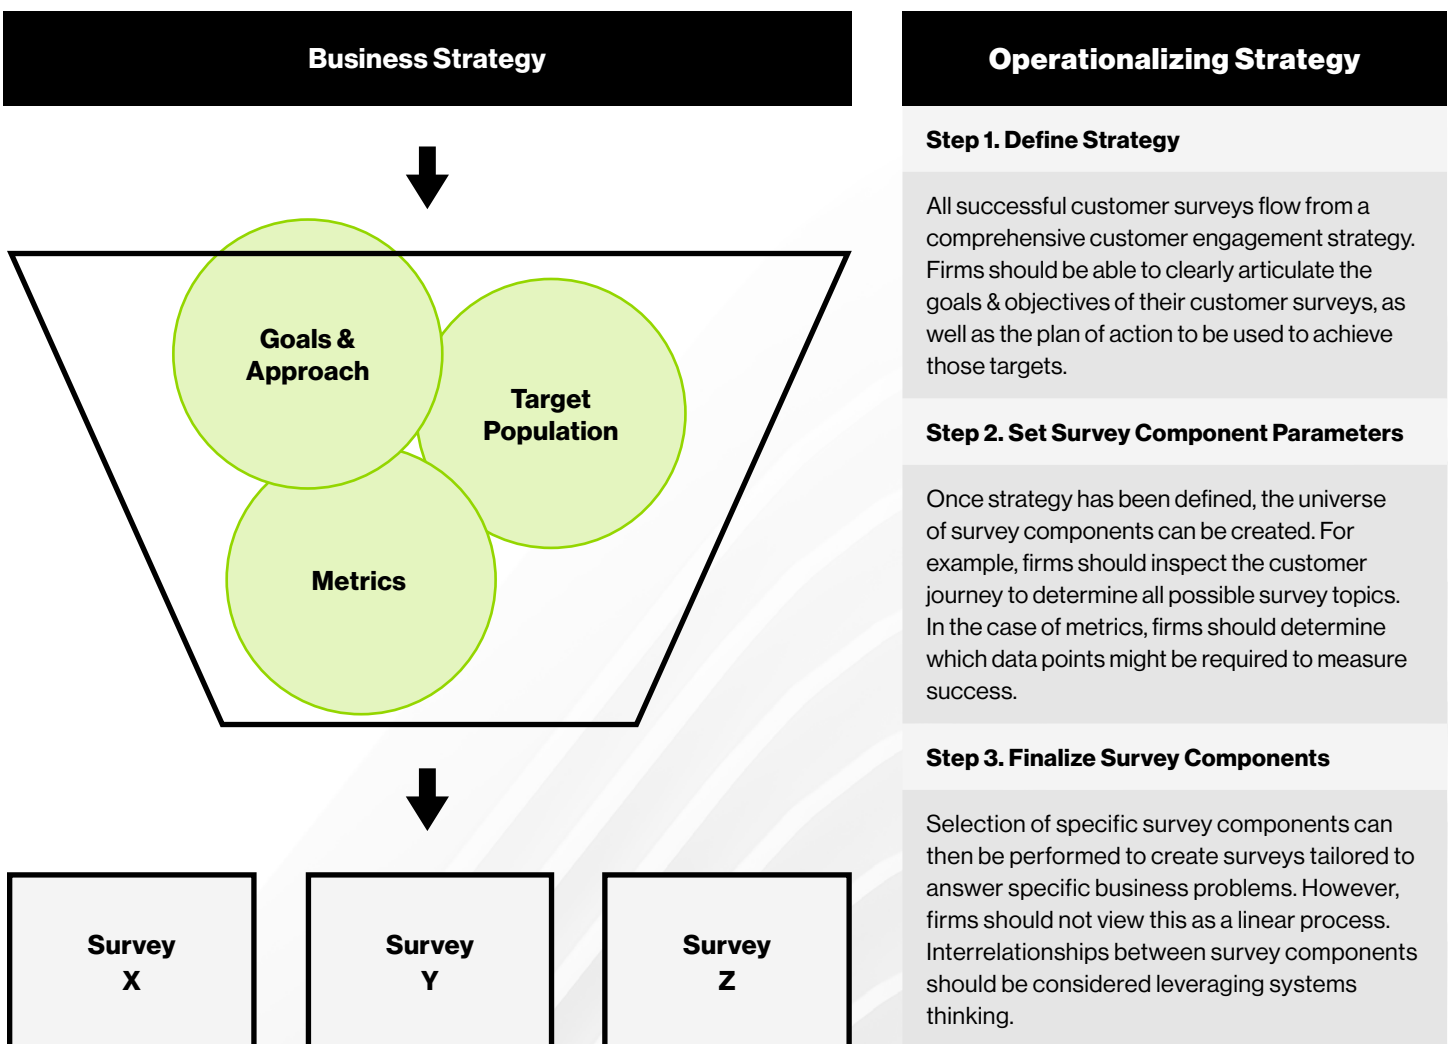 Business Strategy
Goals &
Approach
Target
Population
Metrics
Survey
X
Survey
Y
Survey
Z
Operationalizing Strategy
Step 1. Define Strategy
All successful customer surveys flow from a
comprehensive customer engagement strategy.
Firms should be able to clearly articulate the
goals & objectives of their customer surveys, as
well as the plan of action to be used to achieve
those targets.
Step 2. Set Survey Component Parameters
Once strategy has been defined, the universe
of survey components can be created. For
example, firms should inspect the customer
journey to determine all possible survey topics.
In the case of metrics, firms should determine
which data points might be required to measure
success.
Step 3. Finalize Survey Components
Selection of specific survey components can
then be performed to create surveys tailored to
answer specific business problems. However,
firms should not view this as a linear process.
Interrelationships between survey components
should be considered leveraging systems
thinking.